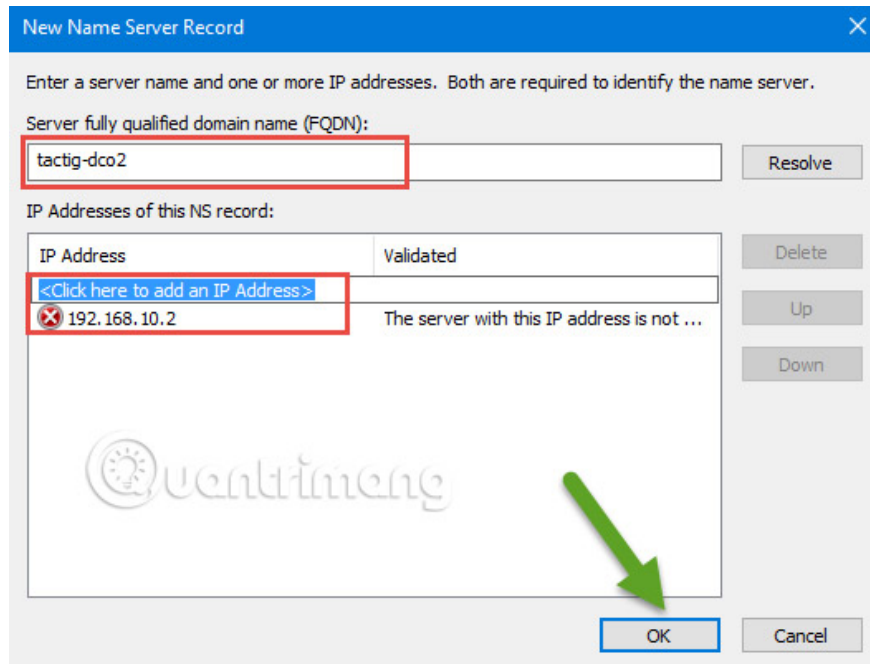 New Name Server Record
Enter a server name and one or more IP addresses. Both are required to identify the name server.
Server fully qualified domain name (FQDN):
tactig-dco2
Resolve
IP Addresses of this NS record:
IP Address Validated
Delete
<Click here to add an IP Address>
Up
192.168.10.2 The server with this IP address is not ...
Down
Quantrimang
OK Cancel